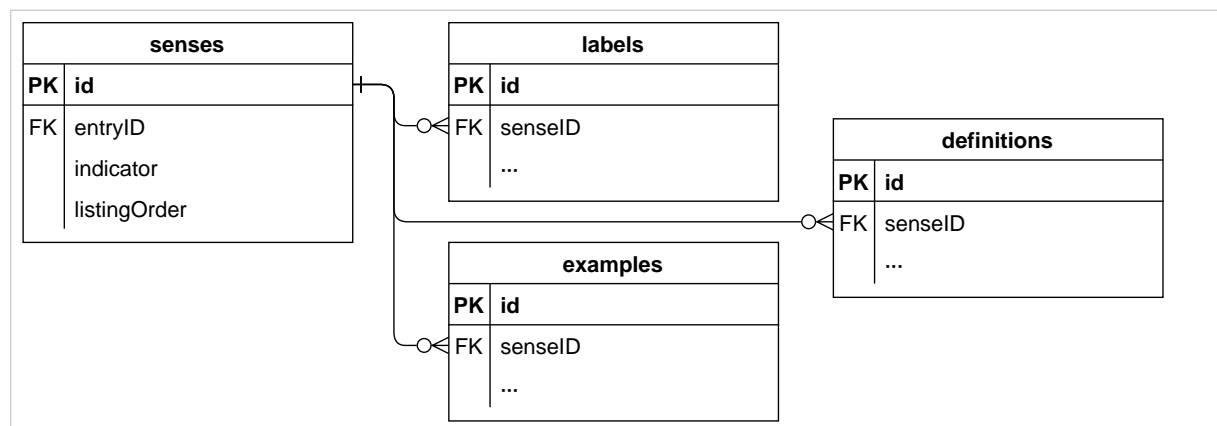 senses
PK id
FK entryID
indicator
listingOrder
labels
PK id
FK senseID
...
definitions
PK id
FK senseID
...
examples
PK id
FK senseID
...